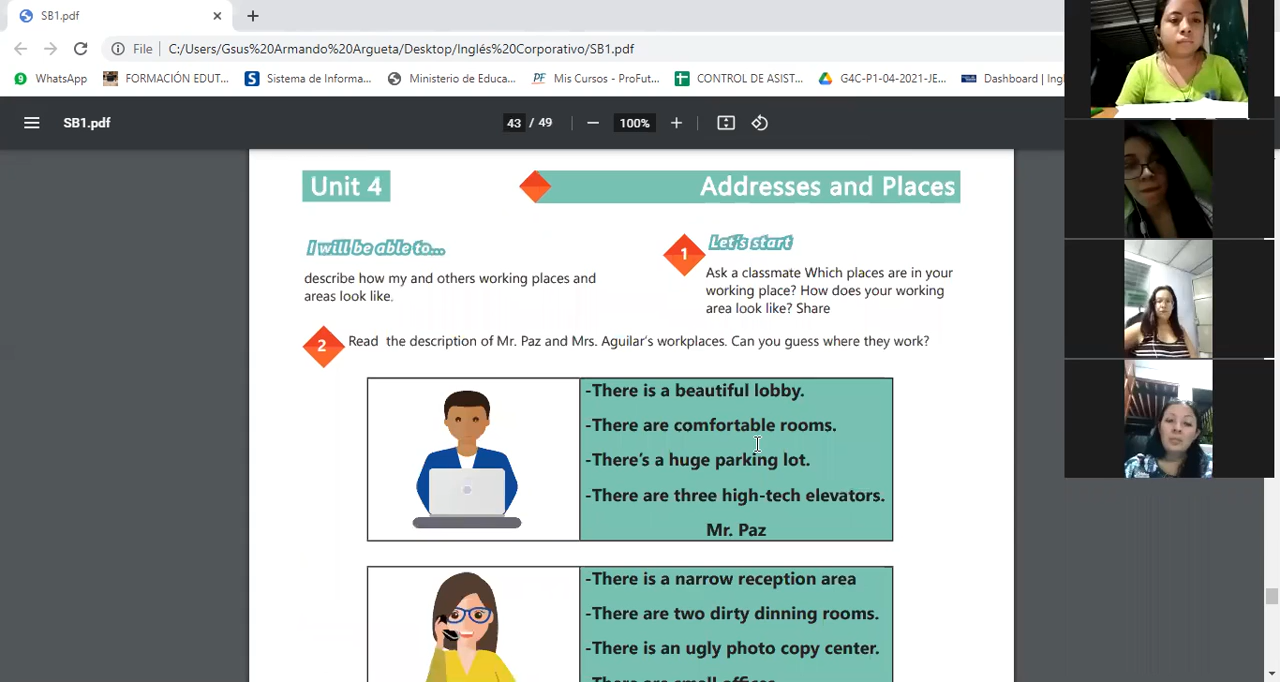 SB1.pdf
File C:/Users/Gsus%20Armando%20Argueta/Desktop/Inglés%20Corporativo/SB1.pdf
WhatsApp FORMACIÓN EDUT... Sistema de Informa... Ministerio de Educa... Mis Cursos - ProFut... CONTROL DE ASIST... G4C-P1-04-2021-JE... Dashboard | Ingl
SB1.pdf 43 / 49 100%
Unit 4 Addresses and Places
I will be able to...
describe how my and others working places and
areas look like.
1 Let's start
Ask a classmate Which places are in your
working place? How does your working
area look like? Share
2 Read the description of Mr. Paz and Mrs. Aguilar's workplaces. Can you guess where they work?
-There is a beautiful lobby.
-There are comfortable rooms.
-There's a huge parking lot.
-There are three high-tech elevators.
Mr. Paz
-There is a narrow reception area
-There are two dirty dinning rooms.
-There is an ugly photo copy center.
-There are small offices